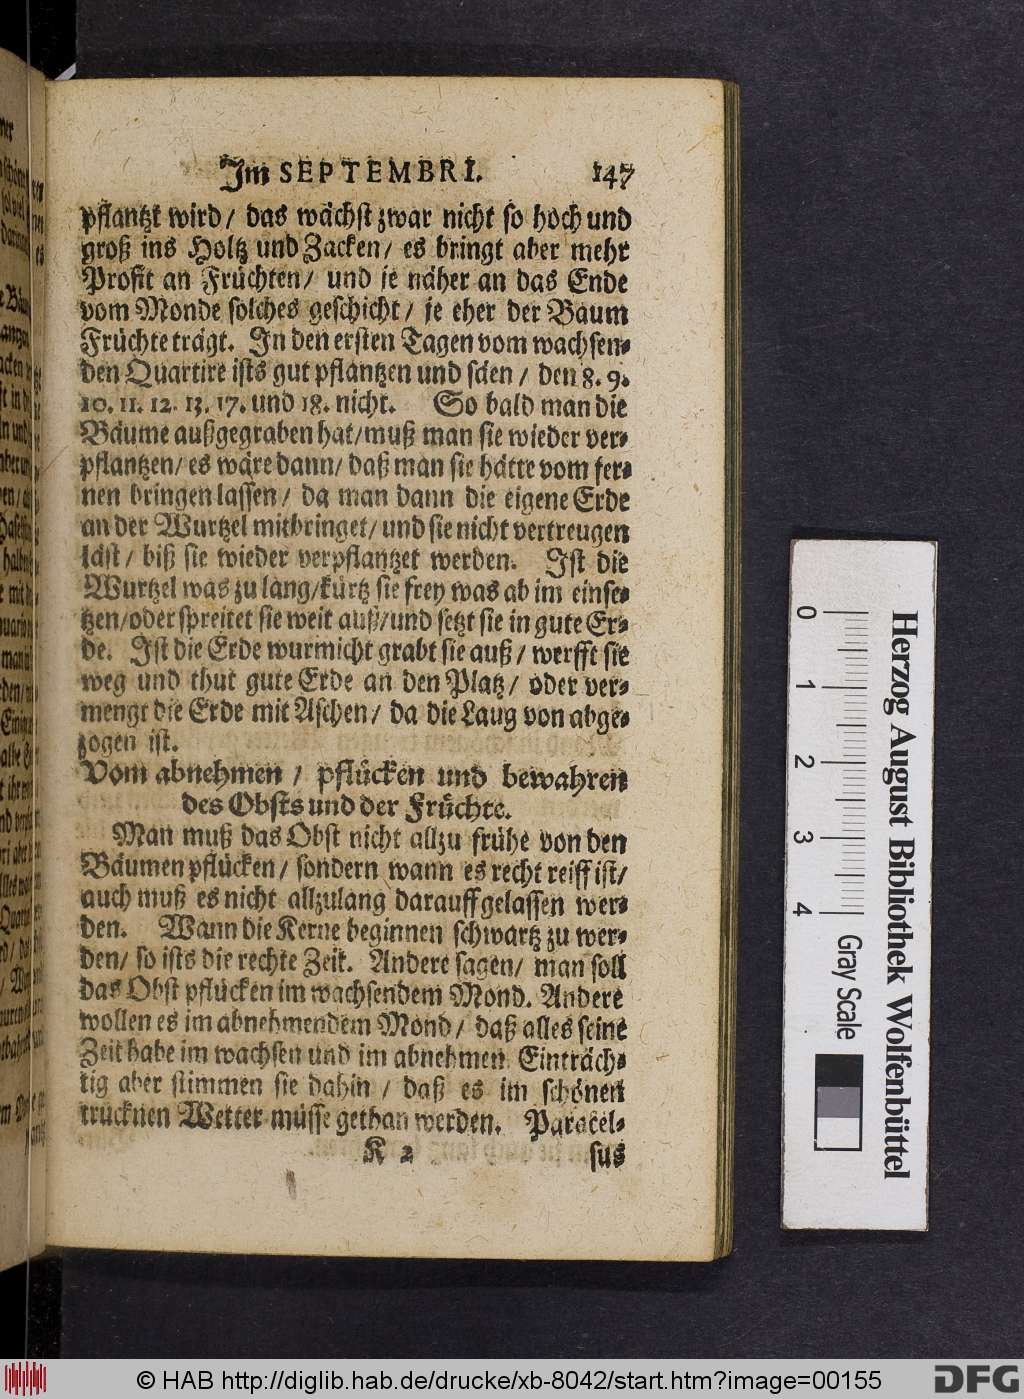 Im SEPTEMBRI. 147
pflantzt wird / das wächst zwar nicht so hoch und
groß ins Holtz und Zacken / es bringt aber mehr
Profit an Früchten / und je näher an das Ende
vom Monde solches geschicht / je eher der Baum
Früchte trägt. In den ersten Tagen vom wachsen-
den Quartire ists gut pflantzen und säen / den 8. 9.
10. 11. 12. 13. 17. und 18. nicht. So bald man die
Bäume außgegraben hat / muß man sie wieder ver-
pflantzen / es wäre dann / daß man sie hätte vom fer-
nen bringen lassen / da man dann die eigene Erde
an der Wurtzel mitbringet / und sie nicht vertreugen
läst / biß sie wieder verpflantzet werden. Ist die
Wurtzel was zu lang / kürtz sie frey was ab im einse-
tzen / oder spreitet sie weit auß / und setzt sie in gute Er-
de. Ist die Erde wurmicht grabt sie auß / werfft sie
weg und thut gute Erde an den Platz / oder ver-
mengt die Erde mit Aschen / da die Laug von abge-
zogen ist.
Vom abnehmen / pflücken und bewahren
des Obsts und der Früchte.
Man muß das Obst nicht allzu frühe von den
Bäumen pflücken / sondern wann es recht reiff ist /
auch muß es nicht allzulang darauff gelassen wer-
den. Wann die Kerne beginnen schwartz zu wer-
den / so ists die rechte Zeit. Andere sagen / man soll
das Obst pflücken im wachsendem Mond. Andere
wollen es im abnehmendem Mond / daß alles seine
Zeit habe im wachsen und im abnehmen. Einträch-
tig aber stimmen sie dahin / daß es im schönen
trucknen Wetter müsse gethan werden. Paracel-
K 2 sus
0 1 2 3 4 Gray Scale
Herzog August Bibliothek Wolfenbüttel
© HAB http://diglib.hab.de/drucke/xb-8042/start.htm?image=00155
DFG